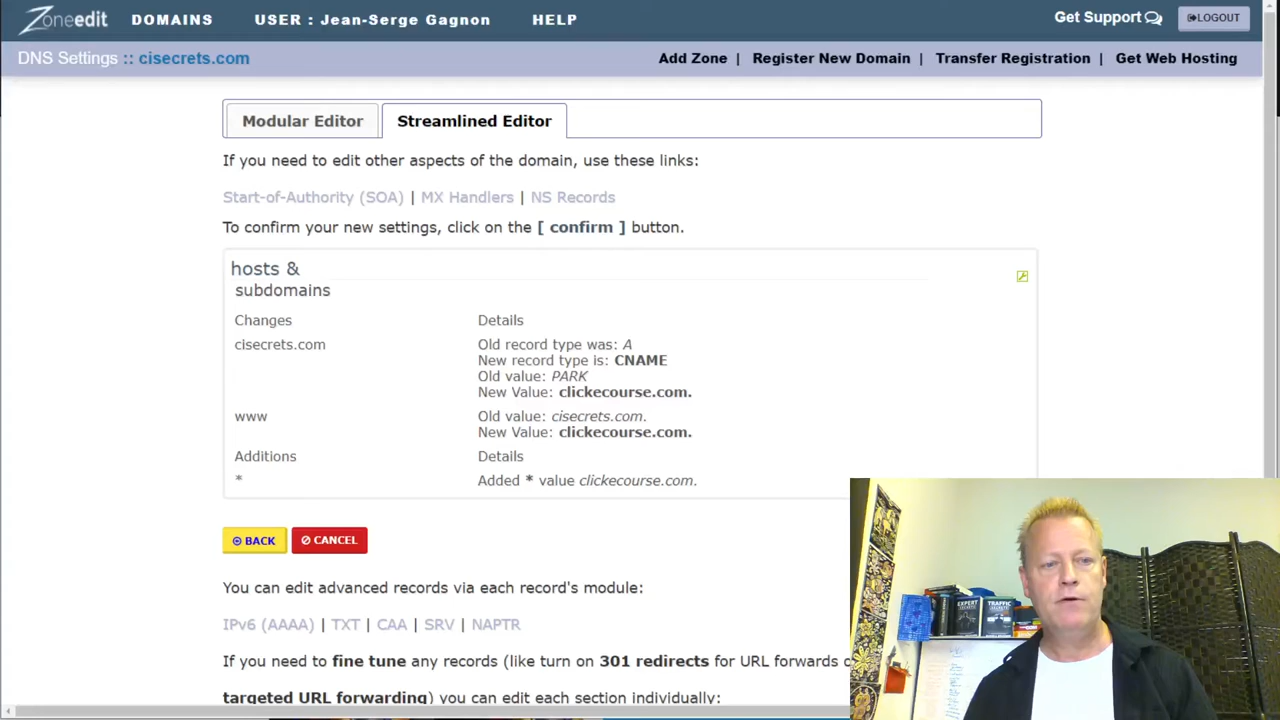 Zoneedit DOMAINS USER : Jean-Serge Gagnon HELP Get Support LOGOUT
DNS Settings :: cisecrets.com Add Zone | Register New Domain | Transfer Registration | Get Web Hosting
Modular Editor Streamlined Editor
If you need to edit other aspects of the domain, use these links:
Start-of-Authority (SOA) | MX Handlers | NS Records
To confirm your new settings, click on the [ confirm ] button.
hosts &
subdomains
Changes Details
cisecrets.com Old record type was: A
New record type is: CNAME
Old value: PARK
New Value: clickecourse.com.
www Old value: cisecrets.com.
New Value: clickecourse.com.
Additions Details
* Added * value clickecourse.com.
BACK CANCEL
You can edit advanced records via each record's module:
IPv6 (AAAA) | TXT | CAA | SRV | NAPTR
If you need to fine tune any records (like turn on 301 redirects for URL forwards o
targeted URL forwarding) you can edit each section individually:
EXPERT SECRETS
TRAFFIC SECRETS